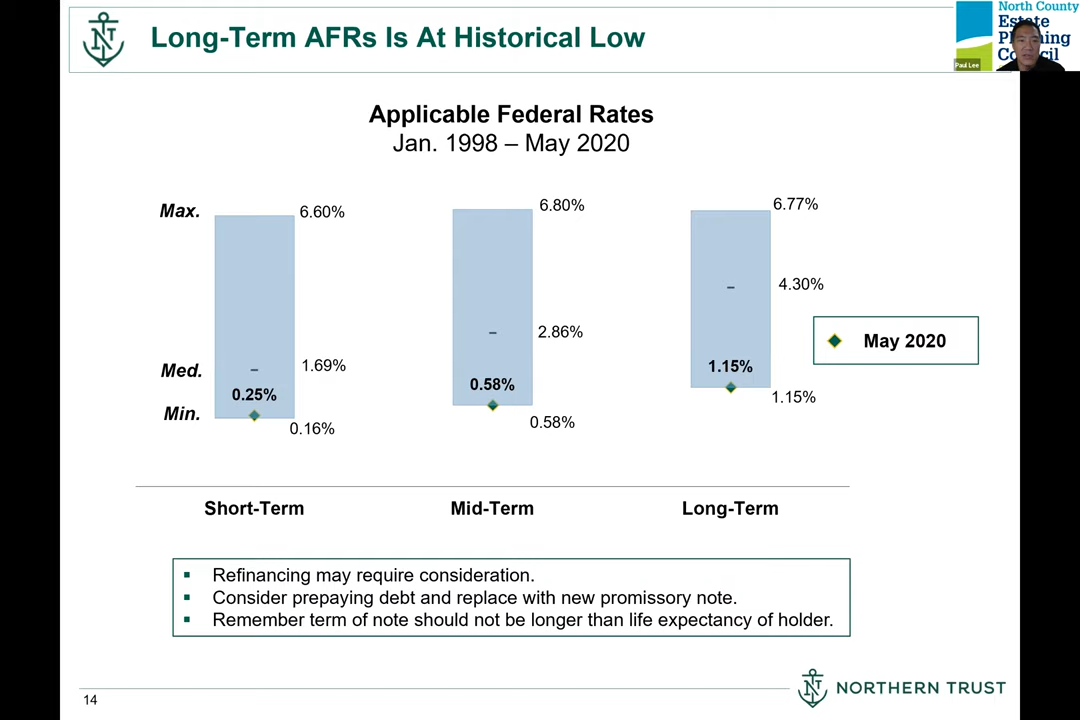 Long-Term AFRs Is At Historical Low
North County
Estate
Planning
Council
Paul Lee
Applicable Federal Rates
Jan. 1998 – May 2020
Max.
6.60%
6.80%
6.77%
4.30%
2.86%
May 2020
Med.
1.69%
1.15%
0.25%
0.58%
Min.
0.16%
0.58%
1.15%
Short-Term
Mid-Term
Long-Term
▪ Refinancing may require consideration.
▪ Consider prepaying debt and replace with new promissory note.
▪ Remember term of note should not be longer than life expectancy of holder.
14
NORTHERN TRUST